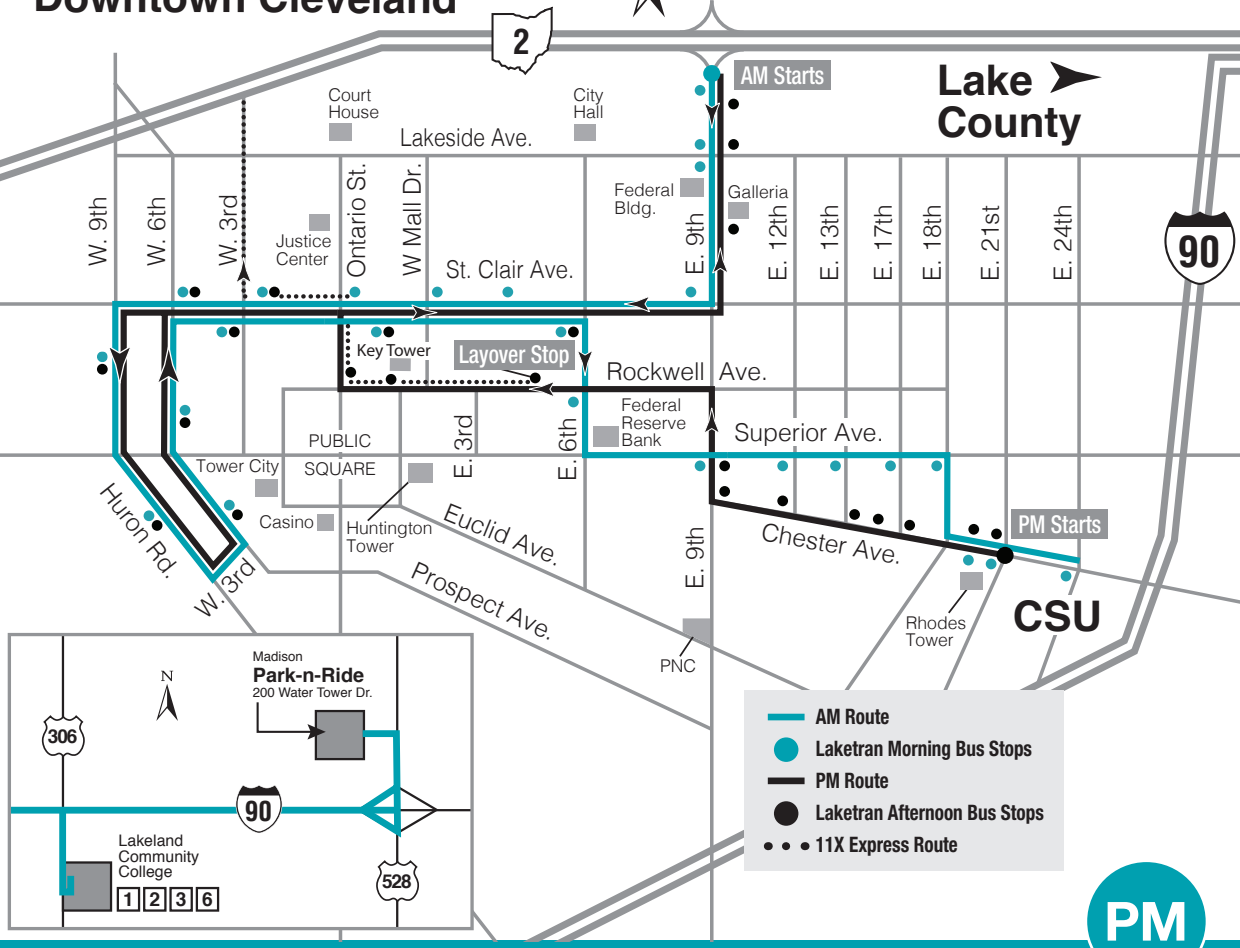 Downtown Cleveland
2
AM Starts
Lake
County
Court
House
City
Hall
Lakeside Ave.
W. 9th
W. 6th
W. 3rd
Ontario St.
W Mall Dr.
Justice
Center
Federal
Bldg.
Galleria
E. 9th
E. 12th
E. 13th
E. 17th
E. 18th
E. 21st
E. 24th
90
St. Clair Ave.
Key Tower
Layover Stop
Rockwell Ave.
Federal
Reserve
Bank
Superior Ave.
PUBLIC
SQUARE
E. 3rd
E. 6th
Tower City
Casino
Huntington
Tower
Huron Rd.
W. 3rd
Euclid Ave.
Prospect Ave.
E. 9th
Chester Ave.
PM Starts
CSU
Rhodes
Tower
PNC
Madison
Park-n-Ride
200 Water Tower Dr.
N
306
90
Lakeland
Community
College
1 2 3 6
528
AM Route
Laketran Morning Bus Stops
PM Route
Laketran Afternoon Bus Stops
11X Express Route
PM